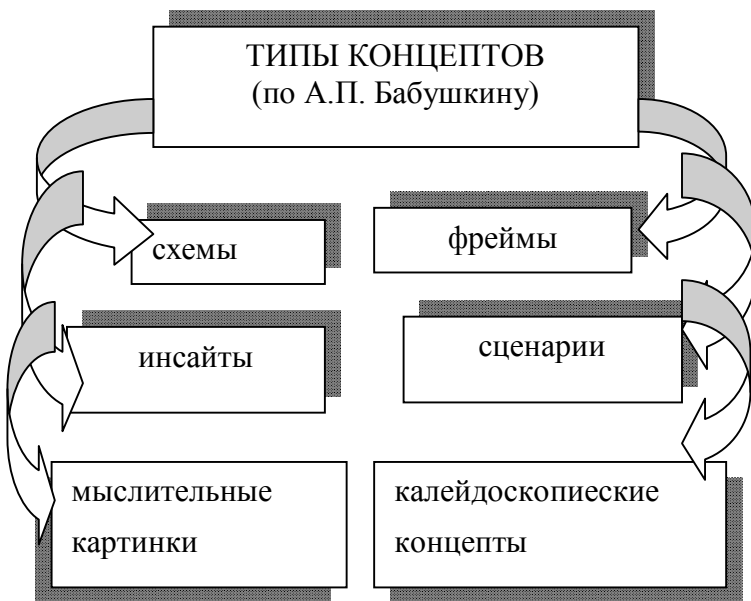 ТИПЫ КОНЦЕПТОВ
(по А.П. Бабушкину)
схемы
фреймы
инсайты
сценарии
мыслительные
картинки
калейдоскопиеские
концепты